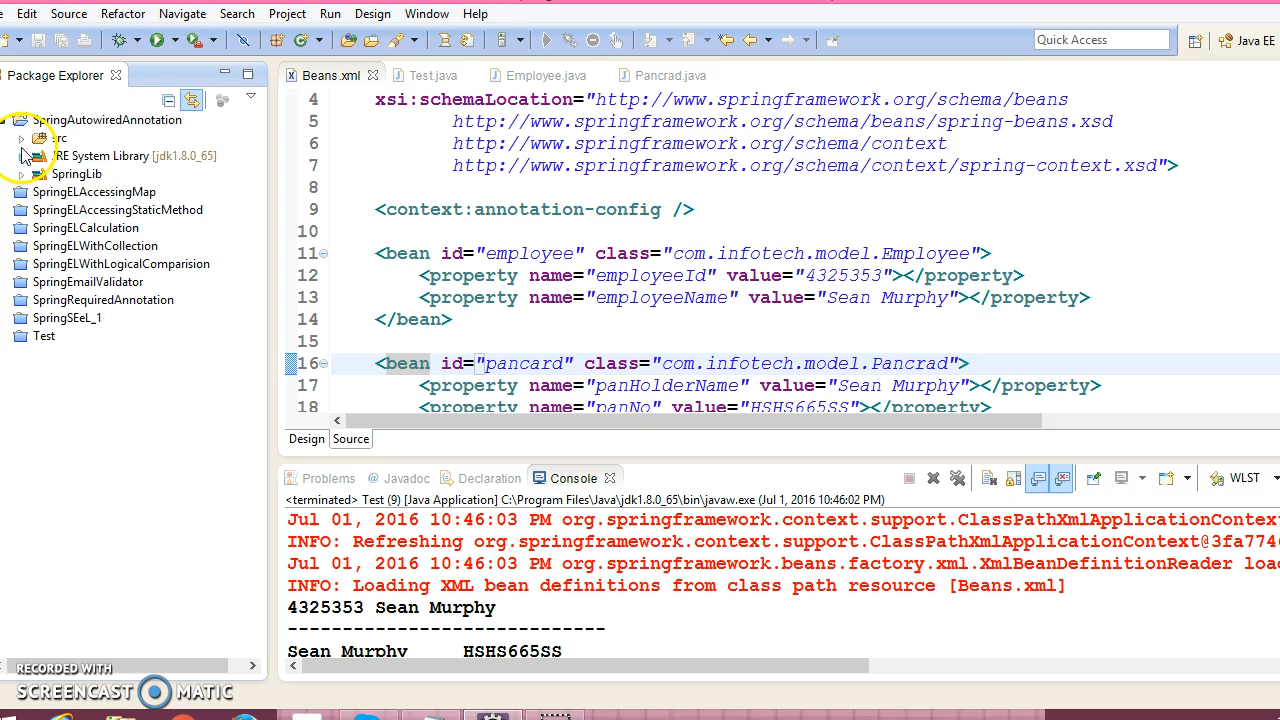 Edit Source Refactor Navigate Search Project Run Design Window Help
Quick Access
Java EE
Package Explorer
SpringAutowiredAnnotation
src
JRE System Library [jdk1.8.0_65]
SpringLib
SpringELAccessingMap
SpringELAccessingStaticMethod
SpringELCalculation
SpringELWithCollection
SpringELWithLogicalComparision
SpringEmailValidator
SpringRequiredAnnotation
SpringSEeL_1
Test
Beans.xml Test.java Employee.java Pancrad.java
4 xsi:schemaLocation="http://www.springframework.org/schema/beans
5 http://www.springframework.org/schema/beans/spring-beans.xsd
6 http://www.springframework.org/schema/context
7 http://www.springframework.org/schema/context/spring-context.xsd">
8
9 <context:annotation-config />
10
11 <bean id="employee" class="com.infotech.model.Employee">
12 <property name="employeeId" value="4325353"></property>
13 <property name="employeeName" value="Sean Murphy"></property>
14 </bean>
15
16 <bean id="pancard" class="com.infotech.model.Pancrad">
17 <property name="panHolderName" value="Sean Murphy"></property>
18 <property name="panNo" value="HSHS665SS"></property>
Design Source
Problems Javadoc Declaration Console
WLST
<terminated> Test (9) [Java Application] C:\Program Files\Java\jdk1.8.0_65\bin\javaw.exe (Jul 1, 2016 10:46:02 PM)
Jul 01, 2016 10:46:03 PM org.springframework.context.support.ClassPathXmlApplicationContex
INFO: Refreshing org.springframework.context.support.ClassPathXmlApplicationContext@3fa7740
Jul 01, 2016 10:46:03 PM org.springframework.beans.factory.xml.XmlBeanDefinitionReader load
INFO: Loading XML bean definitions from class path resource [Beans.xml]
4325353 Sean Murphy
----------------------------
Sean Murphy HSHS665SS
RECORDED WITH
SCREENCAST MATIC